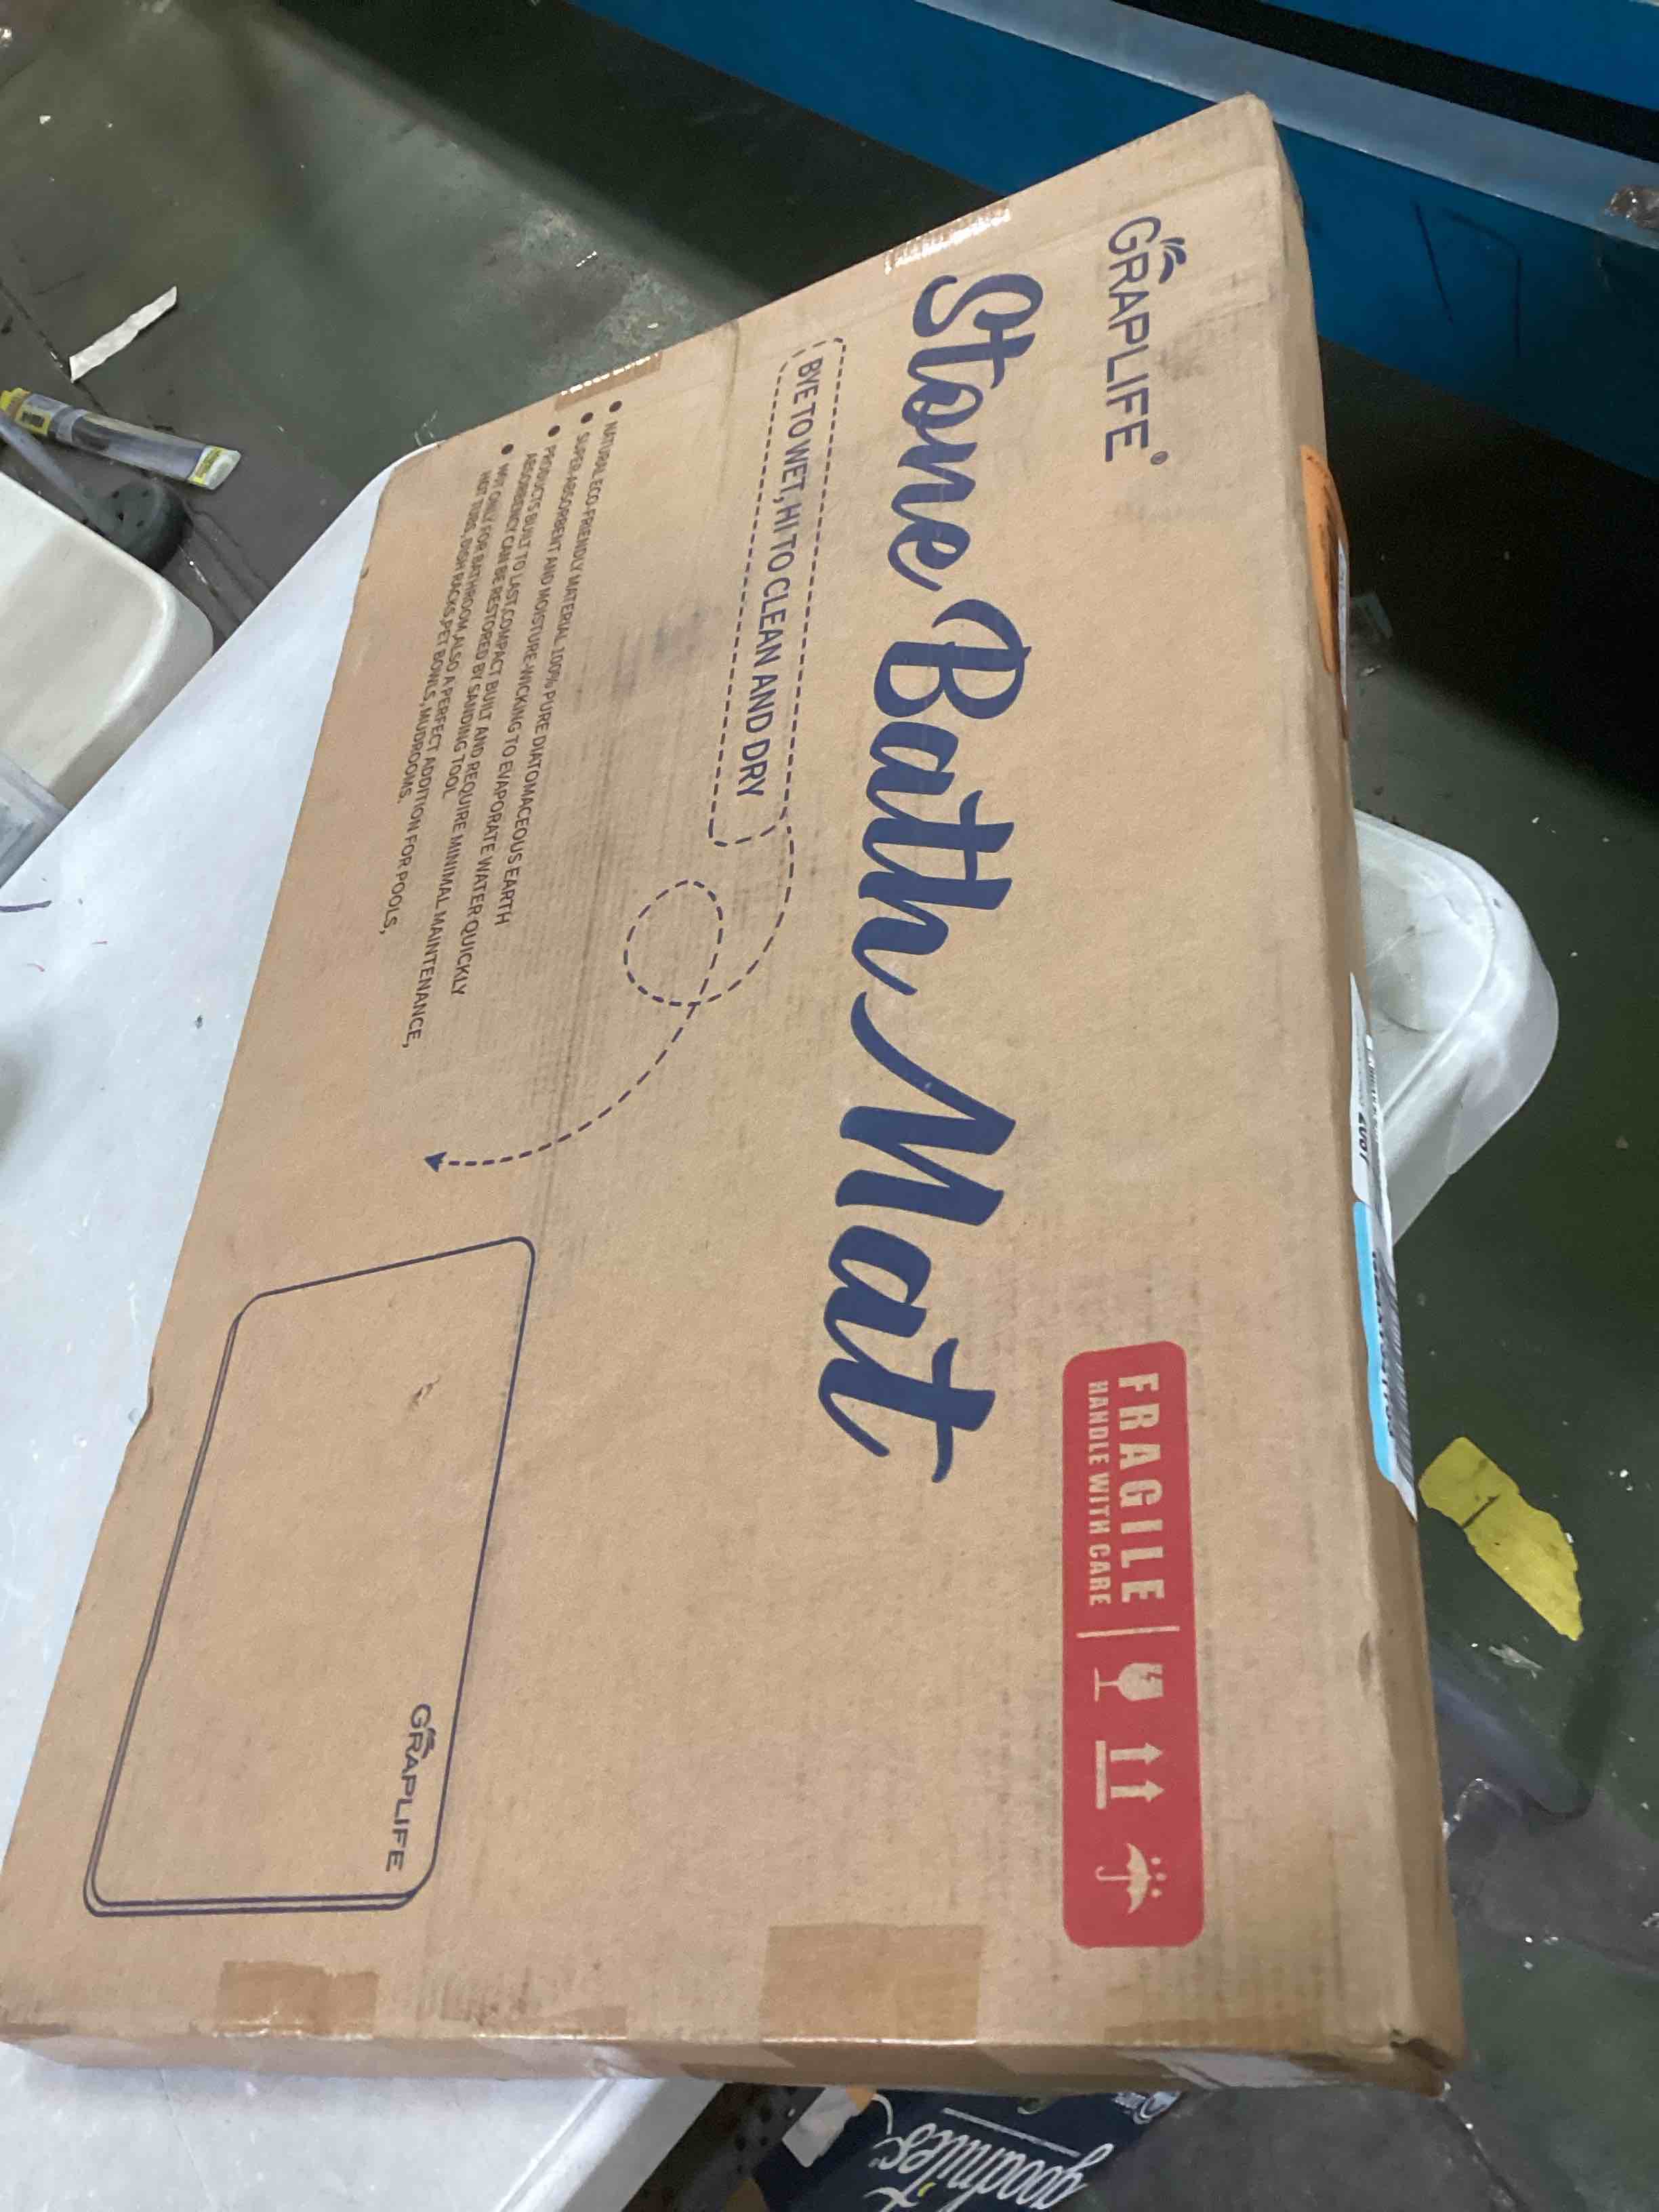 GRAPLIFE®
Stone Bath Mat
BYE TO WET, HI TO CLEAN AND DRY
● NATURAL ECO-FRIENDLY MATERIAL 100% PURE DIATOMACEOUS EARTH
● SUPER-ABSORBENT AND MOISTURE-WICKING TO EVAPORATE WATER QUICKLY
● PRODUCTS BUILT TO LAST,COMPACT BUILT AND REQUIRE MINIMAL MAINTENANCE,
ABSORBENCY CAN BE RESTORED BY SANDING TOOL
● NOT ONLY FOR BATHROOM,ALSO A PERFECT ADDITION FOR POOLS,
HOT TUBS, DISH RACKS,PET BOWLS, MUDROOMS.
FRAGILE
HANDLE WITH CARE
GRAPLIFE
goodnites